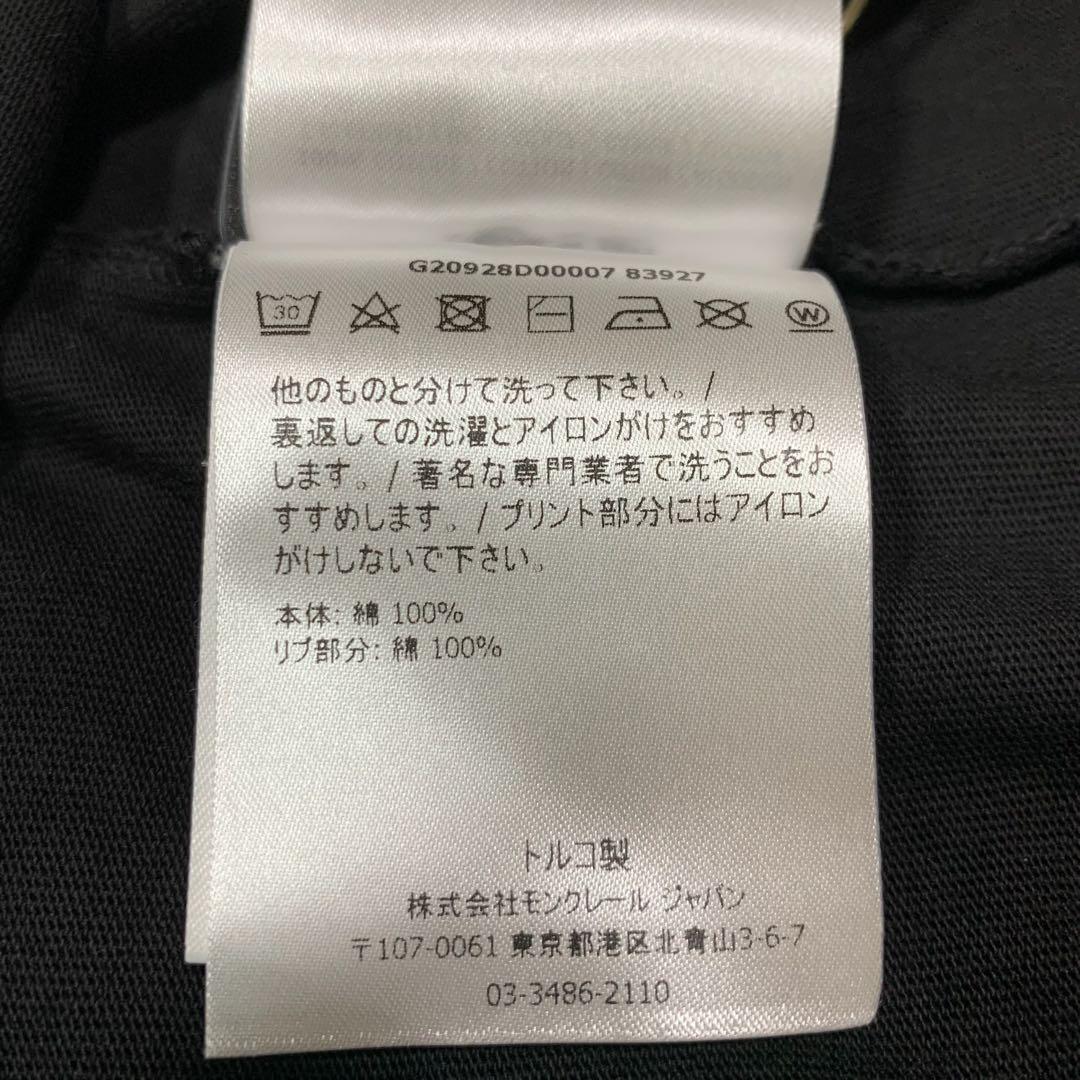 G20928D00007 83927
30
W
他のものと分けて洗って下さい。/
裏返しての洗濯とアイロンがけをおすすめ
します。/ 著名な専門業者で洗うことをお
すすめします。/ プリント部分にはアイロン
がけしないで下さい。
本体: 綿 100%
リブ部分: 綿 100%
トルコ製
株式会社モンクレール ジャパン
〒107-0061 東京都港区北青山3-6-7
03-3486-2110